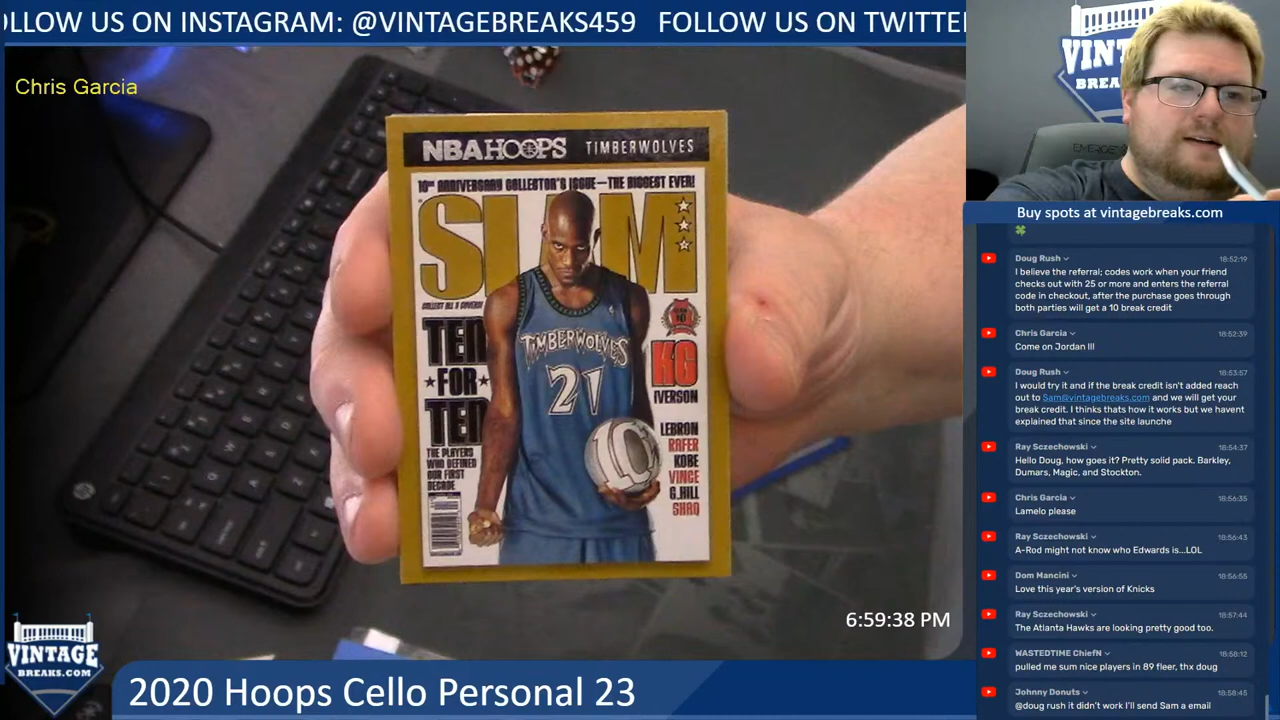 OLLOW US ON INSTAGRAM: @VINTAGEBREAKS459 FOLLOW US ON TWITTE
Chris Garcia
NBA HOOPS TIMBERWOLVES
10TH ANNIVERSARY COLLECTOR'S ISSUE—THE BIGGEST EVER!
SLAM
COLLECT ALL 3 COVERS!
TEN
FOR
TEN
THE PLAYERS
WHO DEFINED
OUR FIRST
DECADE
TIMBERWOLVES
21
10
KG
IVERSON
LEBRON
RAFER
KOBE
VINCE
G.HILL
SHAQ
6:59:38 PM
VINTAGE
BREAKS.COM
2020 Hoops Cello Personal 23
VINT
BREAKS
Buy spots at vintagebreaks.com
Doug Rush 18:52:19
I believe the referral; codes work when your friend
checks out with 25 or more and enters the referral
code in checkout, after the purchase goes through
both parties will get a 10 break credit
Chris Garcia 18:52:39
Come on Jordan !!!
Doug Rush 18:53:57
I would try it and if the break credit isn't added reach
out to Sam@vintagebreaks.com and we will get your
break credit. I thinks thats how it works but we havent
explained that since the site launche
Ray Sczechowski 18:54:37
Hello Doug, how goes it? Pretty solid pack. Barkley,
Dumars, Magic, and Stockton.
Chris Garcia 18:56:35
Lamelo please
Ray Sczechowski 18:56:43
A-Rod might not know who Edwards is...LOL
Dom Mancini 18:56:55
Love this year's version of Knicks
Ray Sczechowski 18:57:44
The Atlanta Hawks are looking pretty good too.
WASTEDTIME ChiefN 18:58:12
pulled me sum nice players in 89 fleer, thx doug
Johnny Donuts 18:58:45
@doug rush it didn't work I'll send Sam a email